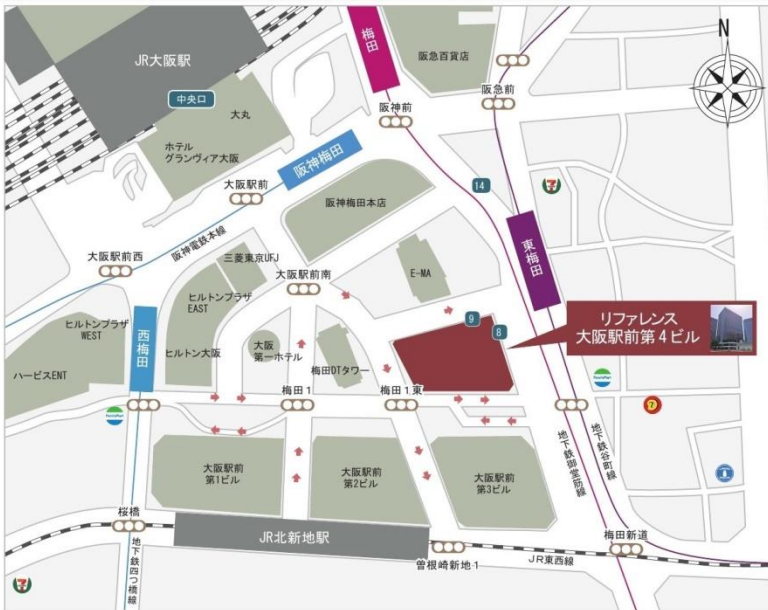 N
JR大阪駅
梅田
阪急百貨店
中央口
大丸
ホテル
グランヴィア大阪
阪神前
阪急前
阪神梅田
大阪駅前
阪神梅田本店
14
7
大阪駅前西
阪神電鉄本線
三菱東京UFJ
大阪駅前南
E-MA
東梅田
ヒルトンプラザ
EAST
ヒルトンプラザ
WEST
西梅田
ヒルトン大阪
大阪
第一ホテル
梅田DTタワー
9
8
リファレンス
大阪駅前第4ビル
ハービスENT
FamilyMart
梅田1
梅田1東
FamilyMart
7
地下鉄御堂筋線
地下鉄谷町線
大阪駅前
第1ビル
大阪駅前
第2ビル
大阪駅前
第3ビル
桜橋
JR北新地駅
梅田新道
曽根崎新地1
JR東西線
地下鉄四つ橋線
7